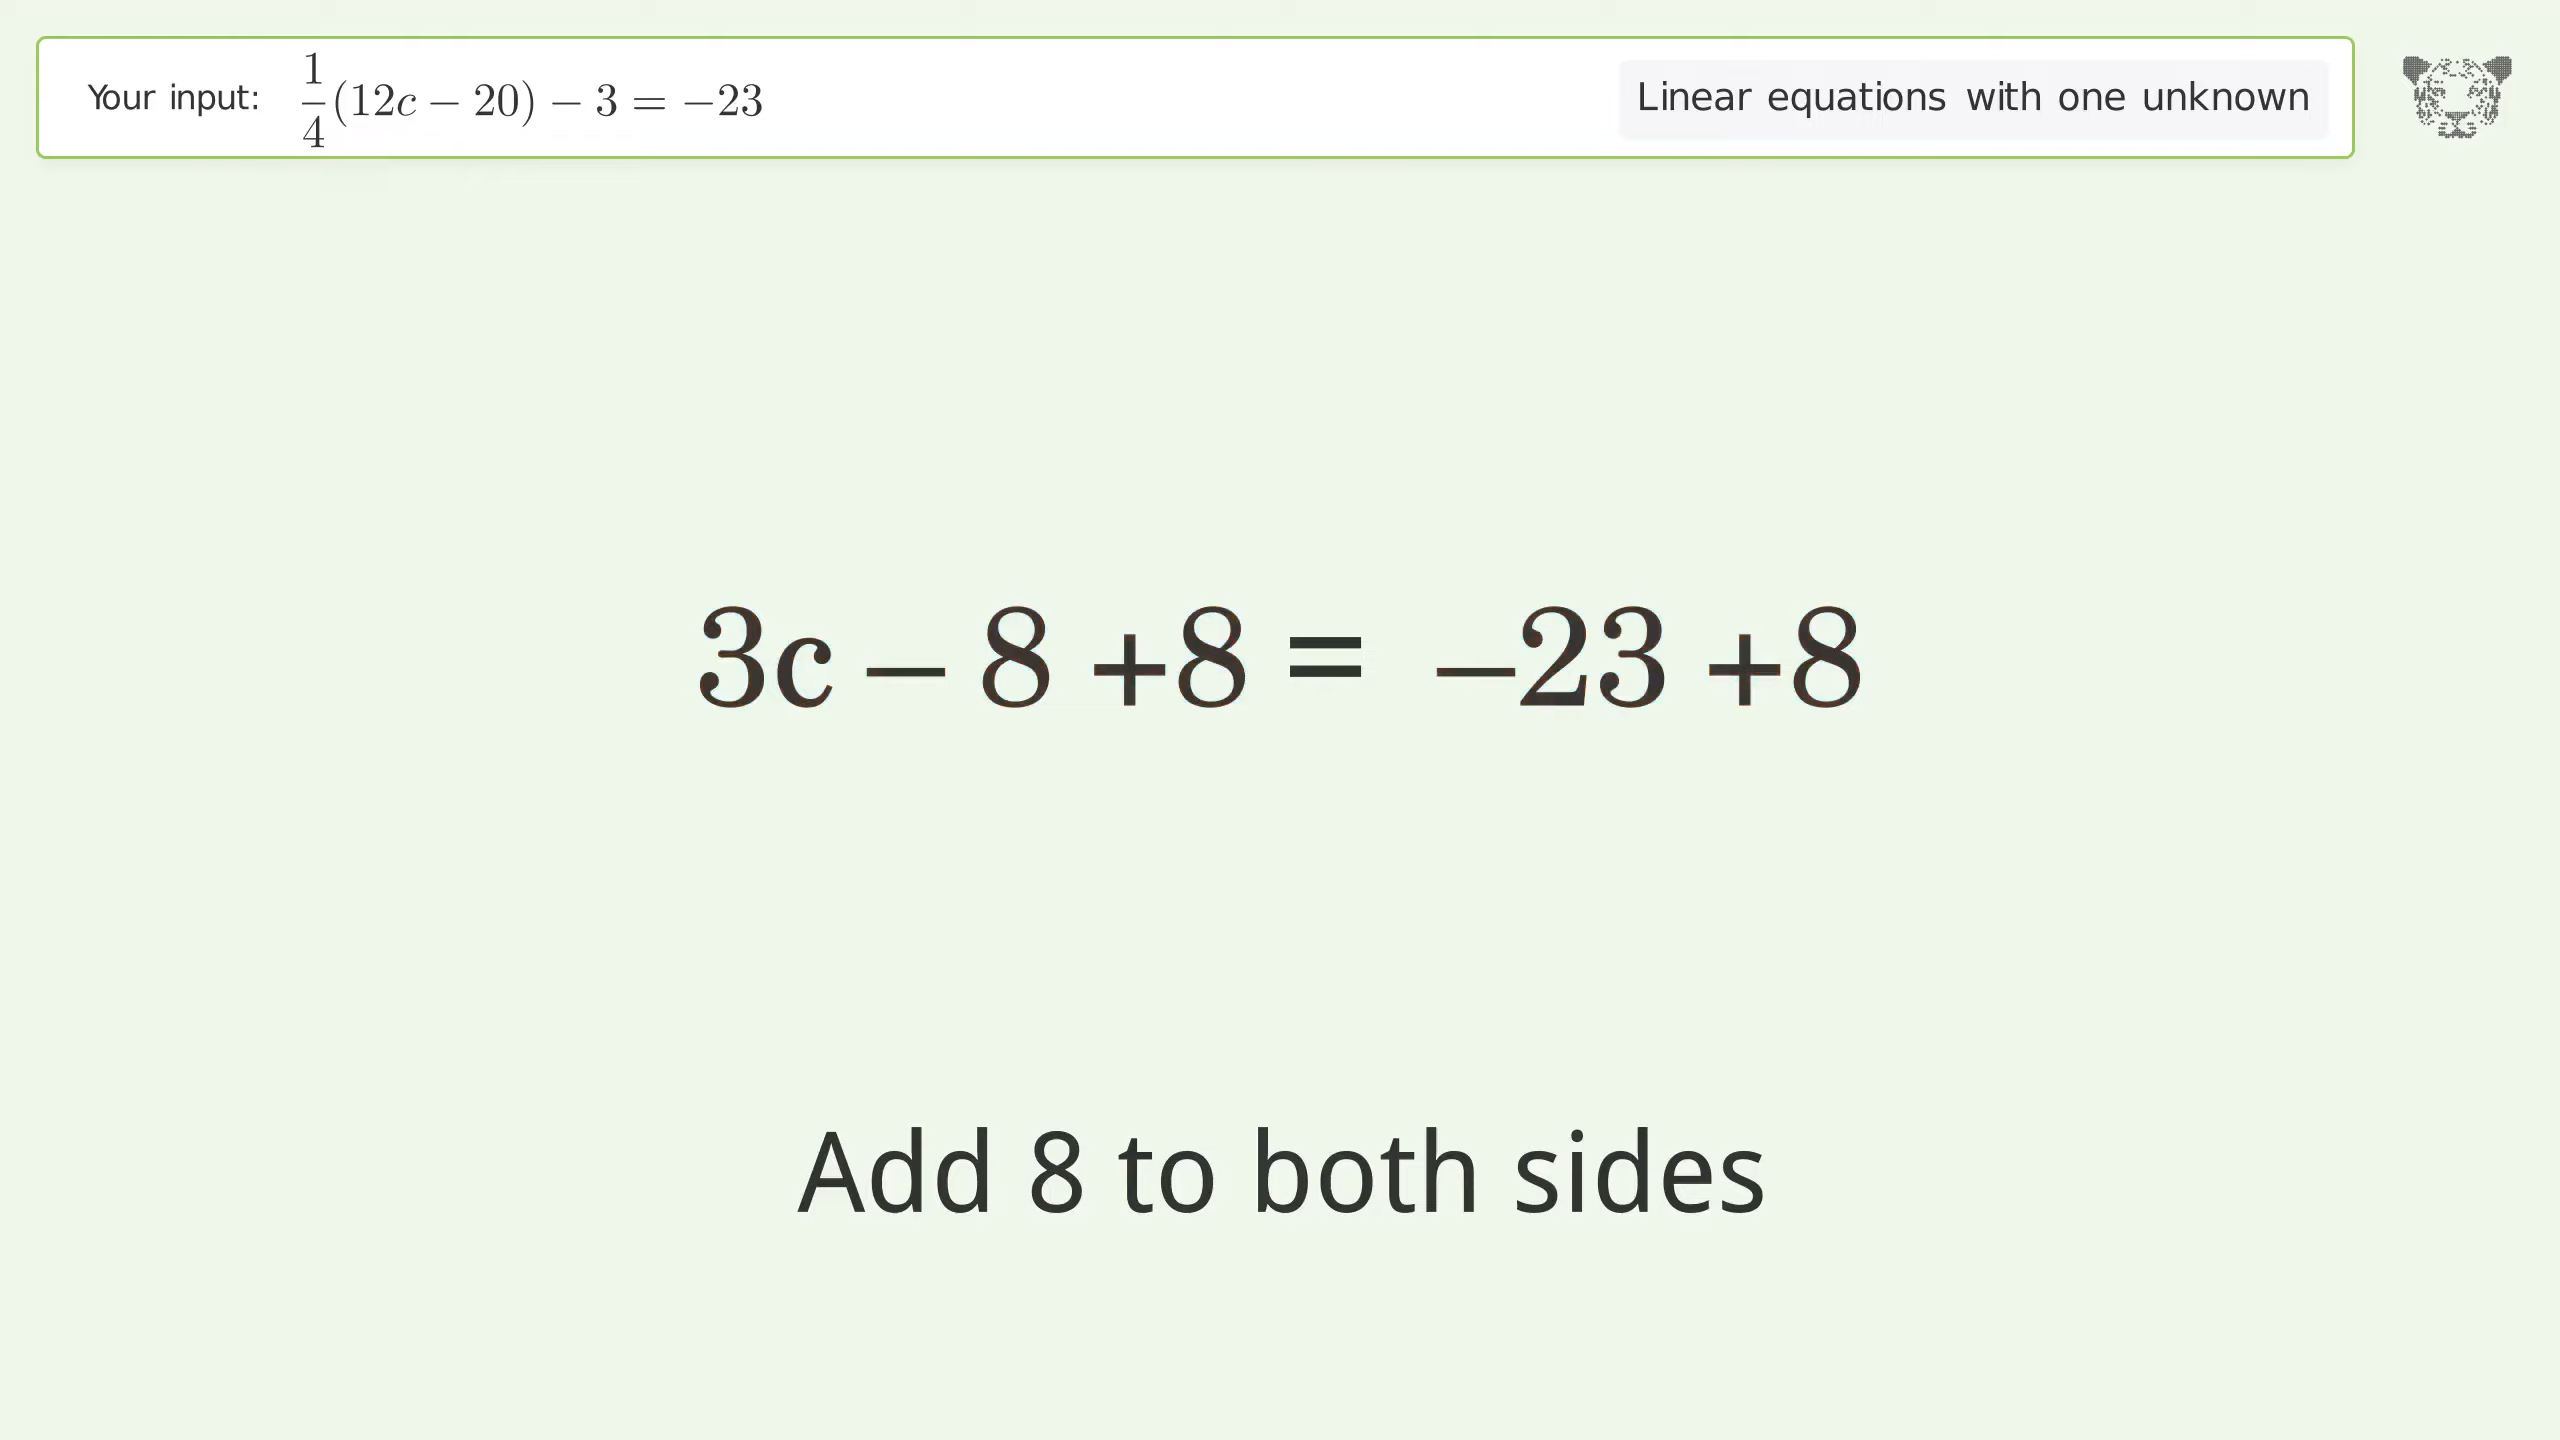 Your input: \frac{1}{4}(12c − 20) − 3 = −23
Linear equations with one unknown
3c − 8 +8 = −23 +8
Add 8 to both sides